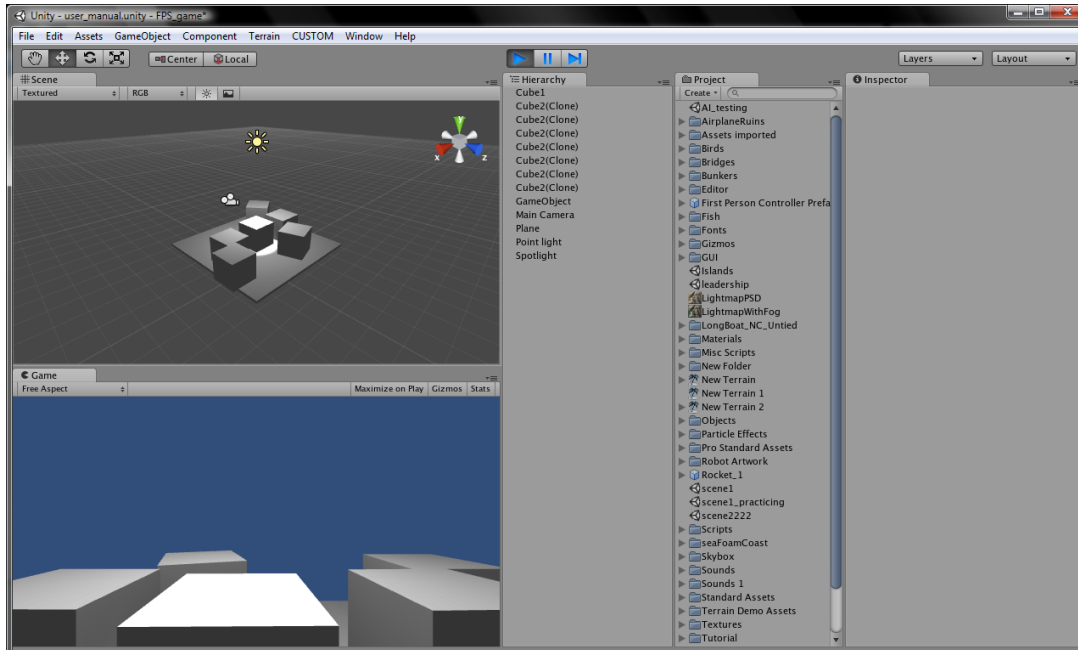 Unity - user_manual.unity - FPS_game*
File Edit Assets GameObject Component Terrain CUSTOM Window Help
Center Local Layers Layout
Scene
Textured RGB
y
x z
Game
Free Aspect Maximize on Play Gizmos Stats
Hierarchy
Cube1
Cube2(Clone)
Cube2(Clone)
Cube2(Clone)
Cube2(Clone)
Cube2(Clone)
Cube2(Clone)
Cube2(Clone)
GameObject
Main Camera
Plane
Point light
Spotlight
Project
Create
AI_testing
AirplaneRuins
Assets imported
Birds
Bridges
Bunkers
Editor
First Person Controller Prefa
Fish
Fonts
Gizmos
GUI
Islands
leadership
LightmapPSD
LightmapWithFog
LongBoat_NC_Untied
Materials
Misc Scripts
New Folder
New Terrain
New Terrain 1
New Terrain 2
Objects
Particle Effects
Pro Standard Assets
Robot Artwork
Rocket_1
scene1
scene1_practicing
scene2222
Scripts
seaFoamCoast
Skybox
Sounds
Sounds 1
Standard Assets
Terrain Demo Assets
Textures
Tutorial
Inspector